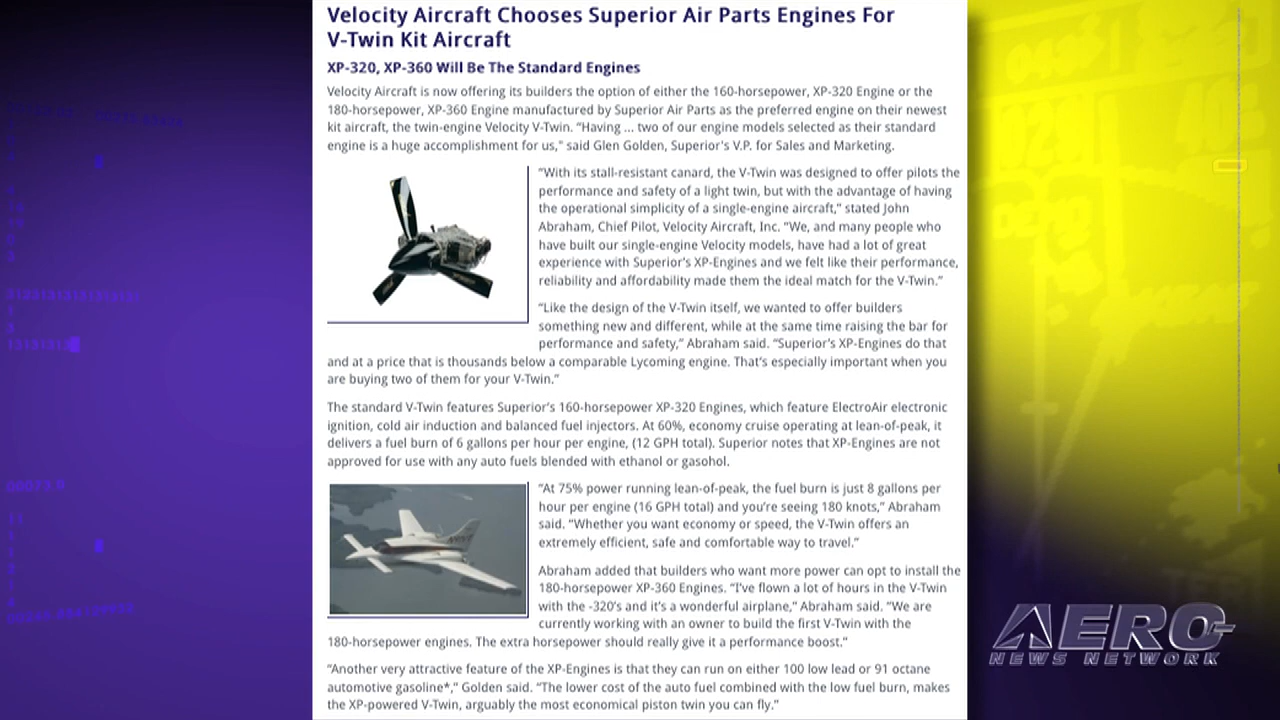 Velocity Aircraft Chooses Superior Air Parts Engines For
V-Twin Kit Aircraft
XP-320, XP-360 Will Be The Standard Engines
Velocity Aircraft is now offering its builders the option of either the 160-horsepower, XP-320 Engine or the
180-horsepower, XP-360 Engine manufactured by Superior Air Parts as the preferred engine on their newest
kit aircraft, the twin-engine Velocity V-Twin. “Having ... two of our engine models selected as their standard
engine is a huge accomplishment for us,” said Glen Golden, Superior’s V.P. for Sales and Marketing.
“With its stall-resistant canard, the V-Twin was designed to offer pilots the
performance and safety of a light twin, but with the advantage of having
the operational simplicity of a single-engine aircraft,” stated John
Abraham, Chief Pilot, Velocity Aircraft, Inc. “We, and many people who
have built our single-engine Velocity models, have had a lot of great
experience with Superior’s XP-Engines and we felt like their performance,
reliability and affordability made them the ideal match for the V-Twin.”
“Like the design of the V-Twin itself, we wanted to offer builders
something new and different, while at the same time raising the bar for
performance and safety,” Abraham said. “Superior’s XP-Engines do that
and at a price that is thousands below a comparable Lycoming engine. That’s especially important when you
are buying two of them for your V-Twin.”
The standard V-Twin features Superior’s 160-horsepower XP-320 Engines, which feature ElectroAir electronic
ignition, cold air induction and balanced fuel injectors. At 60%, economy cruise operating at lean-of-peak, it
delivers a fuel burn of 6 gallons per hour per engine, (12 GPH total). Superior notes that XP-Engines are not
approved for use with any auto fuels blended with ethanol or gasohol.
“At 75% power running lean-of-peak, the fuel burn is just 8 gallons per
hour per engine (16 GPH total) and you’re seeing 180 knots,” Abraham
said. “Whether you want economy or speed, the V-Twin offers an
extremely efficient, safe and comfortable way to travel.”
Abraham added that builders who want more power can opt to install the
180-horsepower XP-360 Engines. “I’ve flown a lot of hours in the V-Twin
with the -320’s and it’s a wonderful airplane,” Abraham said. “We are
currently working with an owner to build the first V-Twin with the
180-horsepower engines. The extra horsepower should really give it a performance boost.”
“Another very attractive feature of the XP-Engines is that they can run on either 100 low lead or 91 octane
automotive gasoline*,” Golden said. “The lower cost of the auto fuel combined with the low fuel burn, makes
the XP-powered V-Twin, arguably the most economical piston twin you can fly.”
AERO
NEWS NETWORK